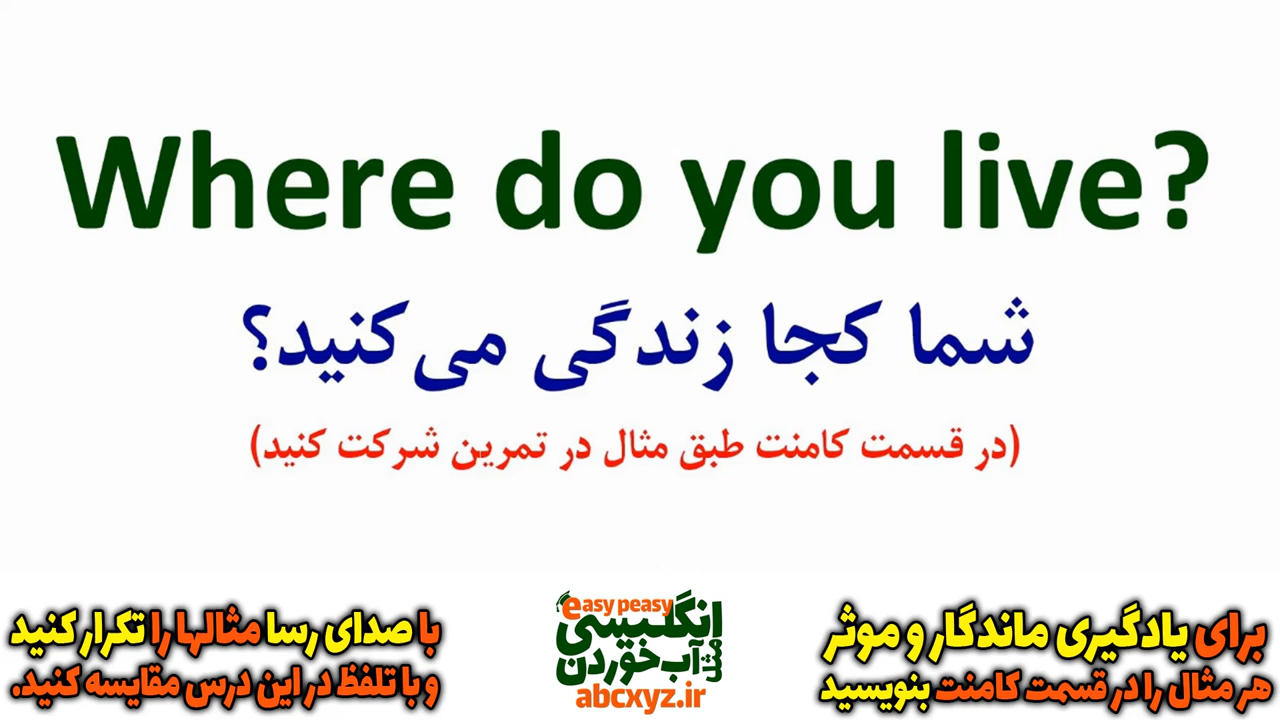 Where do you live?
شما کجا زندگی می‌کنید؟
(در قسمت کامنت طبق مثال در تمرین شرکت کنید)
برای یادگیری ماندگار و موثر
هر مثال را در قسمت کامنت بنویسید
easy peasy
انگلیسی
مثل آب خوردن
abcxyz.ir
با صدای رسا مثالها را تکرار کنید
و با تلفظ در این درس مقایسه کنید.